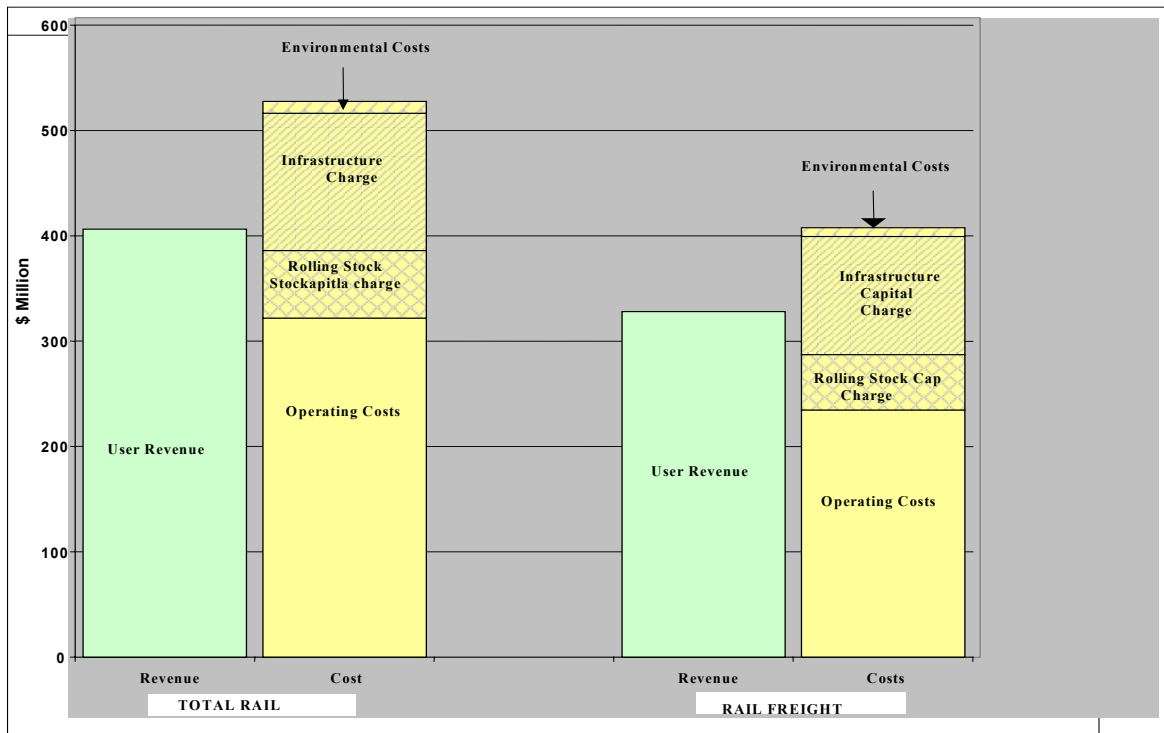 600
500
400
300
200
100
0
$ Million
Environmental Costs
Infrastructure
Charge
Rolling Stock
Stockapitla charge
Operating Costs
User Revenue
Environmental Costs
Infrastructure
Capital
Charge
Rolling Stock Cap
Charge
User Revenue
Operating Costs
Revenue
Cost
Revenue
Costs
TOTAL RAIL
RAIL FREIGHT